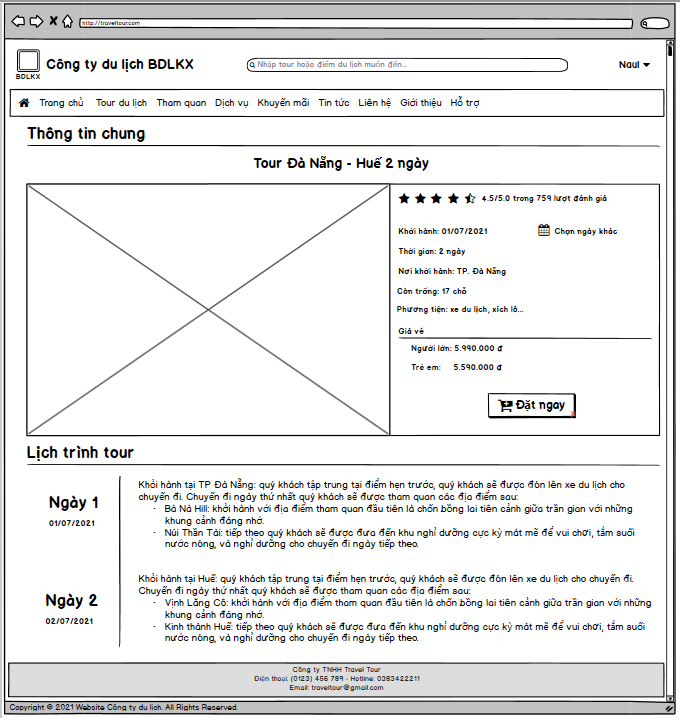 http://traveltour.com
BDLKX
Công ty du lịch BDLKX
Nhập tour hoặc điểm du lịch muốn đến...
Naul
Trang chủ Tour du lịch Tham quan Dịch vụ Khuyến mãi Tin tức Liên hệ Giới thiệu Hỗ trợ
Thông tin chung
Tour Đà Nẵng - Huế 2 ngày
4.5/5.0 trong 759 lượt đánh giá
Khởi hành: 01/07/2021 Chọn ngày khác
Thời gian: 2 ngày
Nơi khởi hành: TP. Đà Nẵng
Còn trống: 17 chỗ
Phương tiện: xe du lịch, xích lô...
Giá vé
Người lớn: 5.990.000 đ
Trẻ em: 5.590.000 đ
Đặt ngay
Lịch trình tour
Ngày 1
01/07/2021
Khỏi hành tại TP Đà Nẵng: quý khách tập trung tại điểm hẹn trước, quý khách sẽ được đón lên xe du lịch cho
chuyến đi. Chuyến đi ngày thứ nhất quý khách sẽ được tham quan các địa điểm sau:
- Bà Nà Hill: khởi hành với địa điểm tham quan đầu tiên là chốn bồng lai tiên cảnh giữa trần gian với những
khung cảnh đáng nhớ.
- Núi Thần Tài: tiếp theo quý khách sẽ được đưa đến khu nghỉ dưỡng cực kỳ mát mẽ để vui chơi, tắm suối
nước nóng, và nghỉ dưỡng cho chuyến đi ngày tiếp theo.
Ngày 2
02/07/2021
Khỏi hành tại Huế: quý khách tập trung tại điểm hẹn trước, quý khách sẽ được đón lên xe du lịch cho chuyến đi.
Chuyến đi ngày thứ nhất quý khách sẽ được tham quan các địa điểm sau:
- Vịnh Lăng Cô: khởi hành với địa điểm tham quan đầu tiên là chốn bồng lai tiên cảnh giữa trần gian với những
khung cảnh đáng nhớ.
- Kinh thành Huế: tiếp theo quý khách sẽ được đưa đến khu nghỉ dưỡng cực kỳ mát mẽ để vui chơi, tắm suối
nước nóng, và nghỉ dưỡng cho chuyến đi ngày tiếp theo.
Công ty TNHH Travel Tour
Điện thoại: (0123) 456 789 - Hotline: 0383422211
Email: traveltour@gmail.com
Copyright © 2021 Website Công ty du lịch. All Rights Reserved.